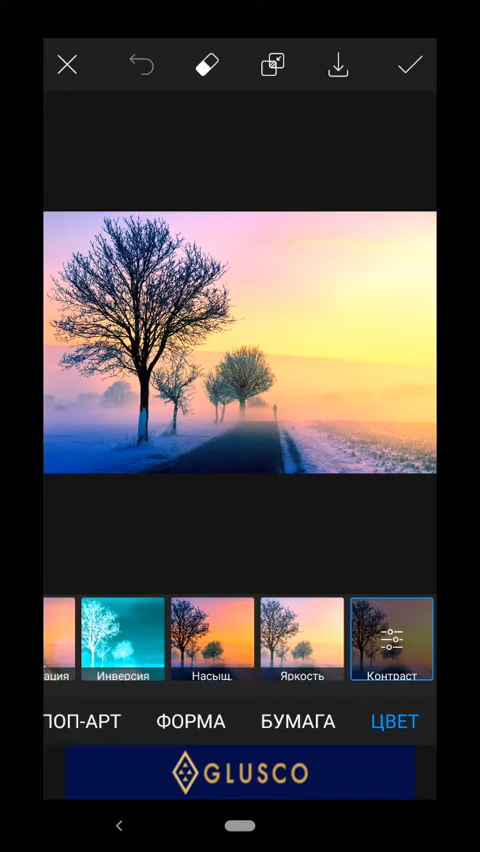 ация
Инверсия
Насыщ.
Яркость
Контраст
ПОП-АРТ ФОРМА БУМАГА ЦВЕТ
GLUSCO